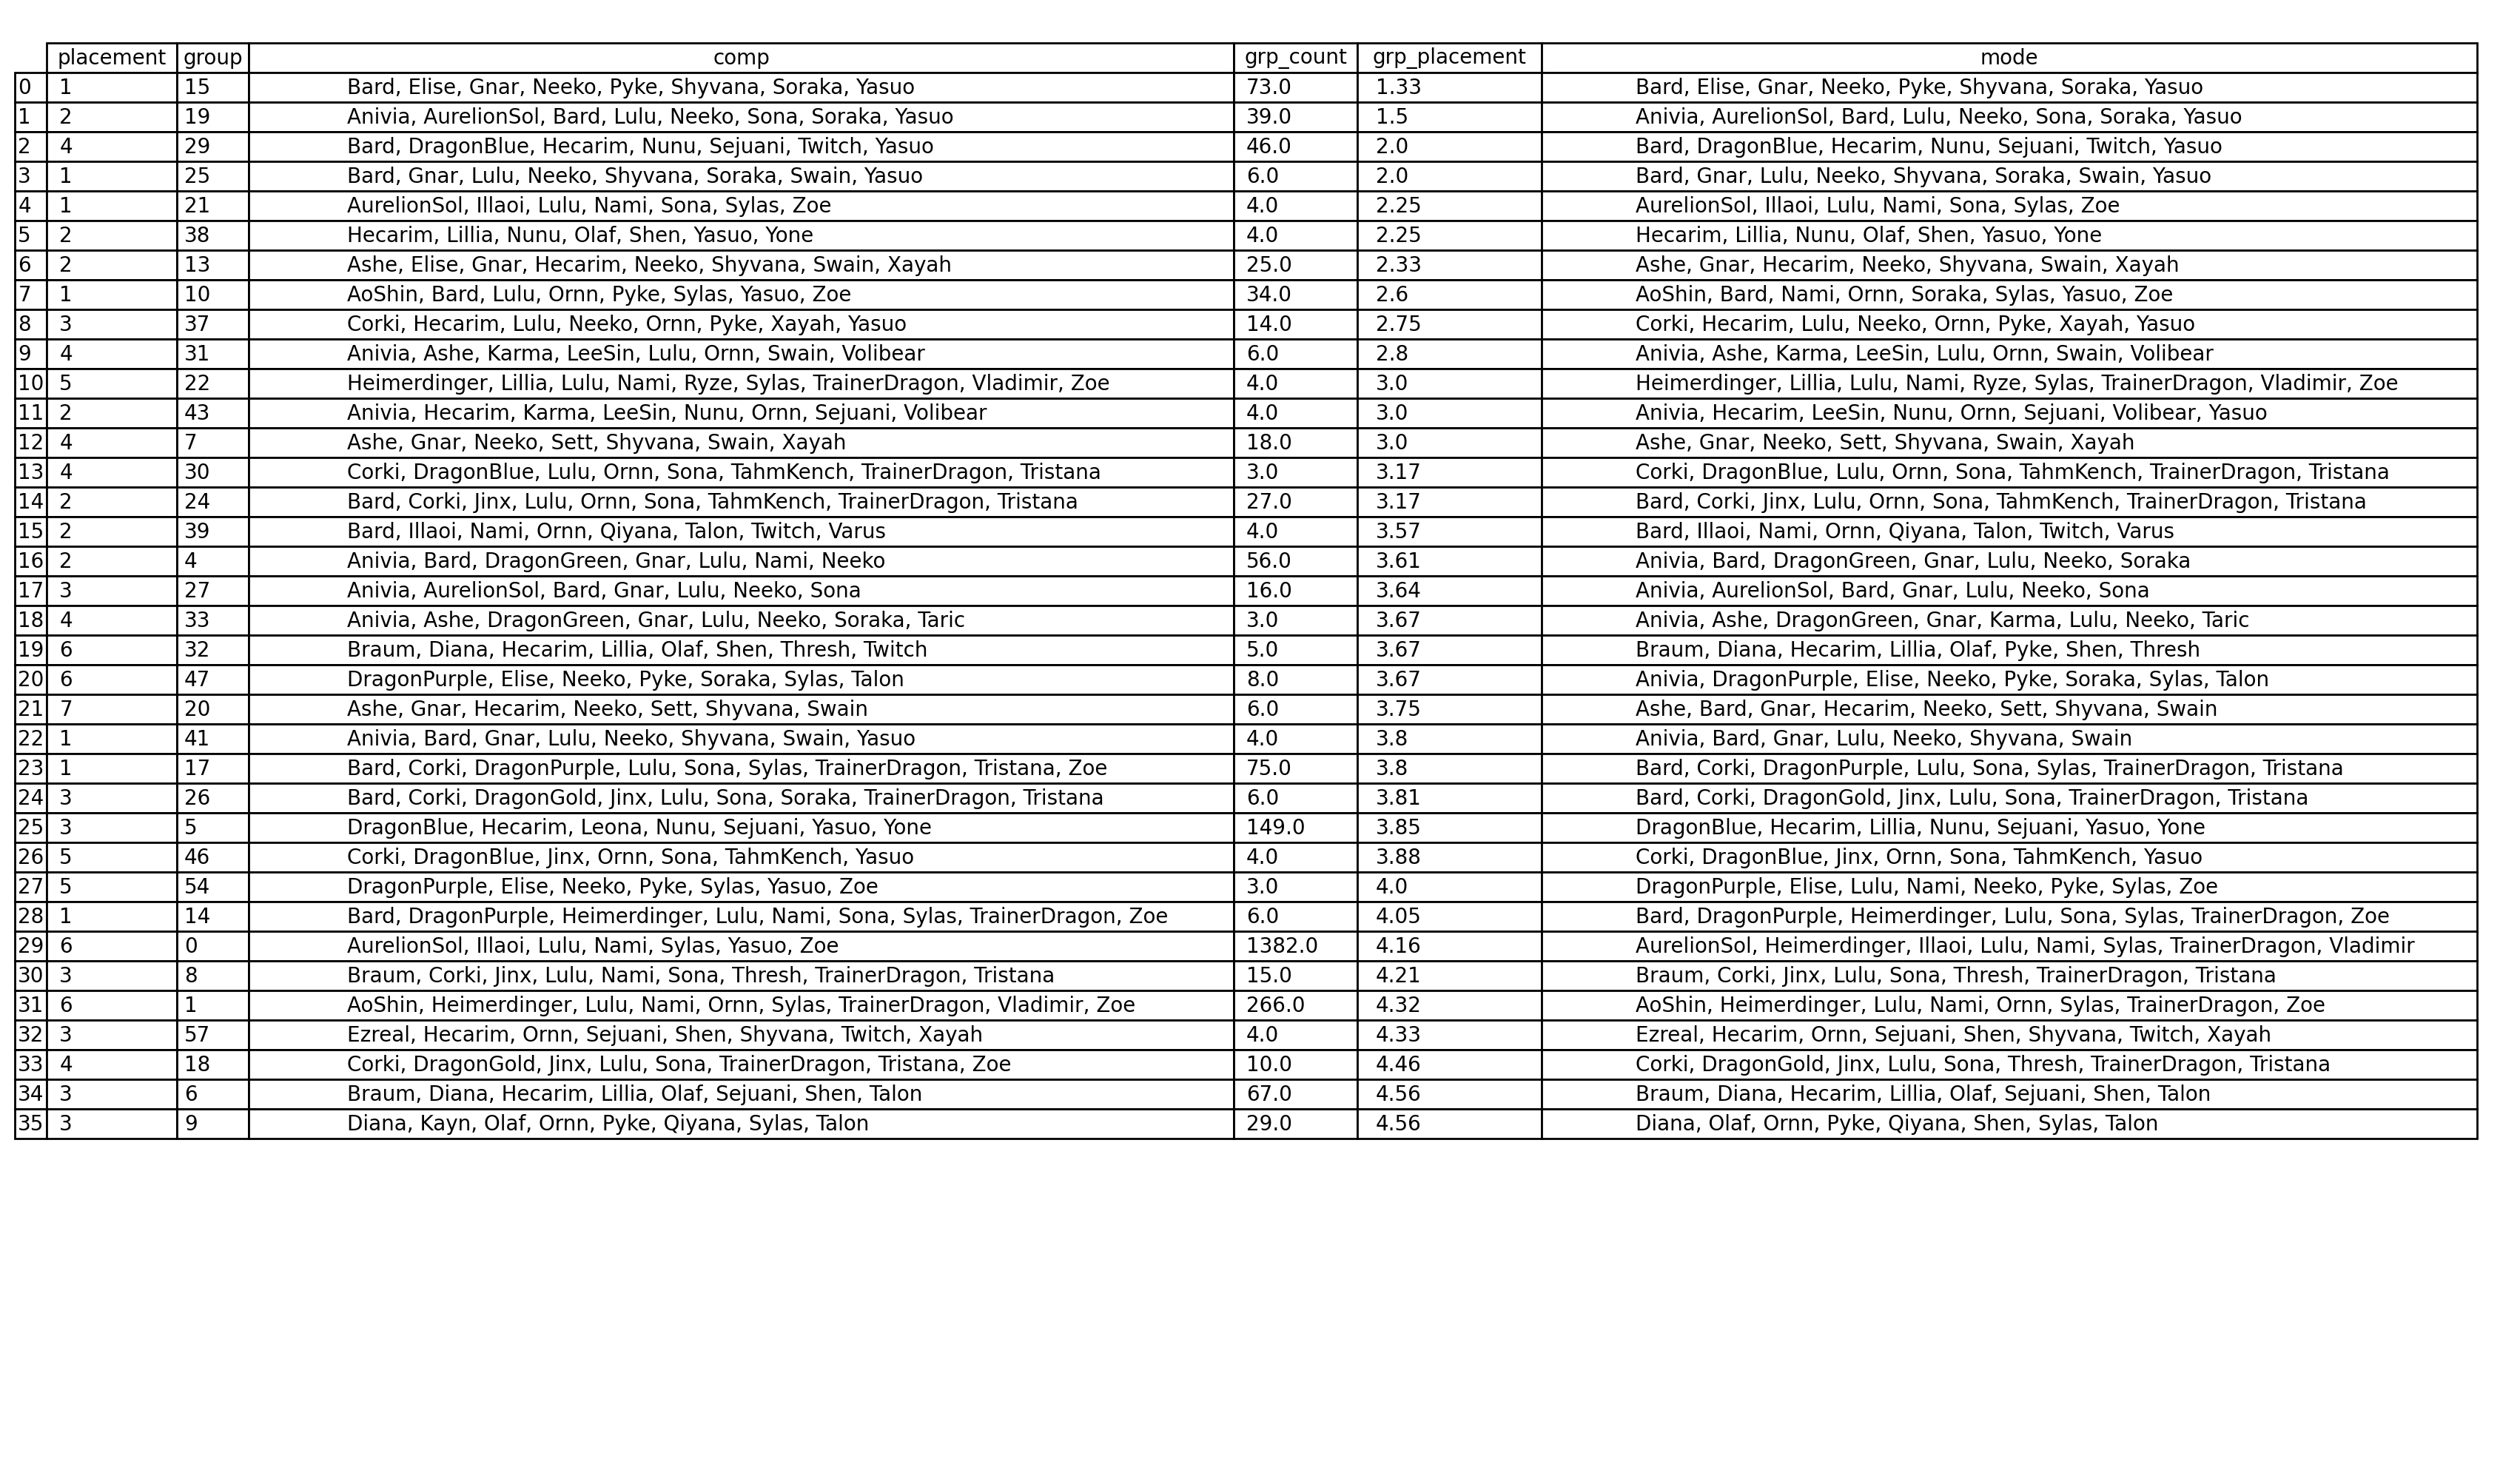 placement group comp grp_count grp_placement mode
0 1 15 Bard, Elise, Gnar, Neeko, Pyke, Shyvana, Soraka, Yasuo 73.0 1.33 Bard, Elise, Gnar, Neeko, Pyke, Shyvana, Soraka, Yasuo
1 2 19 Anivia, AurelionSol, Bard, Lulu, Neeko, Sona, Soraka, Yasuo 39.0 1.5 Anivia, AurelionSol, Bard, Lulu, Neeko, Sona, Soraka, Yasuo
2 4 29 Bard, DragonBlue, Hecarim, Nunu, Sejuani, Twitch, Yasuo 46.0 2.0 Bard, DragonBlue, Hecarim, Nunu, Sejuani, Twitch, Yasuo
3 1 25 Bard, Gnar, Lulu, Neeko, Shyvana, Soraka, Swain, Yasuo 6.0 2.0 Bard, Gnar, Lulu, Neeko, Shyvana, Soraka, Swain, Yasuo
4 1 21 AurelionSol, Illaoi, Lulu, Nami, Sona, Sylas, Zoe 4.0 2.25 AurelionSol, Illaoi, Lulu, Nami, Sona, Sylas, Zoe
5 2 38 Hecarim, Lillia, Nunu, Olaf, Shen, Yasuo, Yone 4.0 2.25 Hecarim, Lillia, Nunu, Olaf, Shen, Yasuo, Yone
6 2 13 Ashe, Elise, Gnar, Hecarim, Neeko, Shyvana, Swain, Xayah 25.0 2.33 Ashe, Gnar, Hecarim, Neeko, Shyvana, Swain, Xayah
7 1 10 AoShin, Bard, Lulu, Ornn, Pyke, Sylas, Yasuo, Zoe 34.0 2.6 AoShin, Bard, Nami, Ornn, Soraka, Sylas, Yasuo, Zoe
8 3 37 Corki, Hecarim, Lulu, Neeko, Ornn, Pyke, Xayah, Yasuo 14.0 2.75 Corki, Hecarim, Lulu, Neeko, Ornn, Pyke, Xayah, Yasuo
9 4 31 Anivia, Ashe, Karma, LeeSin, Lulu, Ornn, Swain, Volibear 6.0 2.8 Anivia, Ashe, Karma, LeeSin, Lulu, Ornn, Swain, Volibear
10 5 22 Heimerdinger, Lillia, Lulu, Nami, Ryze, Sylas, TrainerDragon, Vladimir, Zoe 4.0 3.0 Heimerdinger, Lillia, Lulu, Nami, Ryze, Sylas, TrainerDragon, Vladimir, Zoe
11 2 43 Anivia, Hecarim, Karma, LeeSin, Nunu, Ornn, Sejuani, Volibear 4.0 3.0 Anivia, Hecarim, LeeSin, Nunu, Ornn, Sejuani, Volibear, Yasuo
12 4 7 Ashe, Gnar, Neeko, Sett, Shyvana, Swain, Xayah 18.0 3.0 Ashe, Gnar, Neeko, Sett, Shyvana, Swain, Xayah
13 4 30 Corki, DragonBlue, Lulu, Ornn, Sona, TahmKench, TrainerDragon, Tristana 3.0 3.17 Corki, DragonBlue, Lulu, Ornn, Sona, TahmKench, TrainerDragon, Tristana
14 2 24 Bard, Corki, Jinx, Lulu, Ornn, Sona, TahmKench, TrainerDragon, Tristana 27.0 3.17 Bard, Corki, Jinx, Lulu, Ornn, Sona, TahmKench, TrainerDragon, Tristana
15 2 39 Bard, Illaoi, Nami, Ornn, Qiyana, Talon, Twitch, Varus 4.0 3.57 Bard, Illaoi, Nami, Ornn, Qiyana, Talon, Twitch, Varus
16 2 4 Anivia, Bard, DragonGreen, Gnar, Lulu, Nami, Neeko 56.0 3.61 Anivia, Bard, DragonGreen, Gnar, Lulu, Neeko, Soraka
17 3 27 Anivia, AurelionSol, Bard, Gnar, Lulu, Neeko, Sona 16.0 3.64 Anivia, AurelionSol, Bard, Gnar, Lulu, Neeko, Sona
18 4 33 Anivia, Ashe, DragonGreen, Gnar, Lulu, Neeko, Soraka, Taric 3.0 3.67 Anivia, Ashe, DragonGreen, Gnar, Karma, Lulu, Neeko, Taric
19 6 32 Braum, Diana, Hecarim, Lillia, Olaf, Shen, Thresh, Twitch 5.0 3.67 Braum, Diana, Hecarim, Lillia, Olaf, Pyke, Shen, Thresh
20 6 47 DragonPurple, Elise, Neeko, Pyke, Soraka, Sylas, Talon 8.0 3.67 Anivia, DragonPurple, Elise, Neeko, Pyke, Soraka, Sylas, Talon
21 7 20 Ashe, Gnar, Hecarim, Neeko, Sett, Shyvana, Swain 6.0 3.75 Ashe, Bard, Gnar, Hecarim, Neeko, Sett, Shyvana, Swain
22 1 41 Anivia, Bard, Gnar, Lulu, Neeko, Shyvana, Swain, Yasuo 4.0 3.8 Anivia, Bard, Gnar, Lulu, Neeko, Shyvana, Swain
23 1 17 Bard, Corki, DragonPurple, Lulu, Sona, Sylas, TrainerDragon, Tristana, Zoe 75.0 3.8 Bard, Corki, DragonPurple, Lulu, Sona, Sylas, TrainerDragon, Tristana
24 3 26 Bard, Corki, DragonGold, Jinx, Lulu, Sona, Soraka, TrainerDragon, Tristana 6.0 3.81 Bard, Corki, DragonGold, Jinx, Lulu, Sona, TrainerDragon, Tristana
25 3 5 DragonBlue, Hecarim, Leona, Nunu, Sejuani, Yasuo, Yone 149.0 3.85 DragonBlue, Hecarim, Lillia, Nunu, Sejuani, Yasuo, Yone
26 5 46 Corki, DragonBlue, Jinx, Ornn, Sona, TahmKench, Yasuo 4.0 3.88 Corki, DragonBlue, Jinx, Ornn, Sona, TahmKench, Yasuo
27 5 54 DragonPurple, Elise, Neeko, Pyke, Sylas, Yasuo, Zoe 3.0 4.0 DragonPurple, Elise, Lulu, Nami, Neeko, Pyke, Sylas, Zoe
28 1 14 Bard, DragonPurple, Heimerdinger, Lulu, Nami, Sona, Sylas, TrainerDragon, Zoe 6.0 4.05 Bard, DragonPurple, Heimerdinger, Lulu, Sona, Sylas, TrainerDragon, Zoe
29 6 0 AurelionSol, Illaoi, Lulu, Nami, Sylas, Yasuo, Zoe 1382.0 4.16 AurelionSol, Heimerdinger, Illaoi, Lulu, Nami, Sylas, TrainerDragon, Vladimir
30 3 8 Braum, Corki, Jinx, Lulu, Nami, Sona, Thresh, TrainerDragon, Tristana 15.0 4.21 Braum, Corki, Jinx, Lulu, Sona, Thresh, TrainerDragon, Tristana
31 6 1 AoShin, Heimerdinger, Lulu, Nami, Ornn, Sylas, TrainerDragon, Vladimir, Zoe 266.0 4.32 AoShin, Heimerdinger, Lulu, Nami, Ornn, Sylas, TrainerDragon, Zoe
32 3 57 Ezreal, Hecarim, Ornn, Sejuani, Shen, Shyvana, Twitch, Xayah 4.0 4.33 Ezreal, Hecarim, Ornn, Sejuani, Shen, Shyvana, Twitch, Xayah
33 4 18 Corki, DragonGold, Jinx, Lulu, Sona, TrainerDragon, Tristana, Zoe 10.0 4.46 Corki, DragonGold, Jinx, Lulu, Sona, Thresh, TrainerDragon, Tristana
34 3 6 Braum, Diana, Hecarim, Lillia, Olaf, Sejuani, Shen, Talon 67.0 4.56 Braum, Diana, Hecarim, Lillia, Olaf, Sejuani, Shen, Talon
35 3 9 Diana, Kayn, Olaf, Ornn, Pyke, Qiyana, Sylas, Talon 29.0 4.56 Diana, Olaf, Ornn, Pyke, Qiyana, Shen, Sylas, Talon